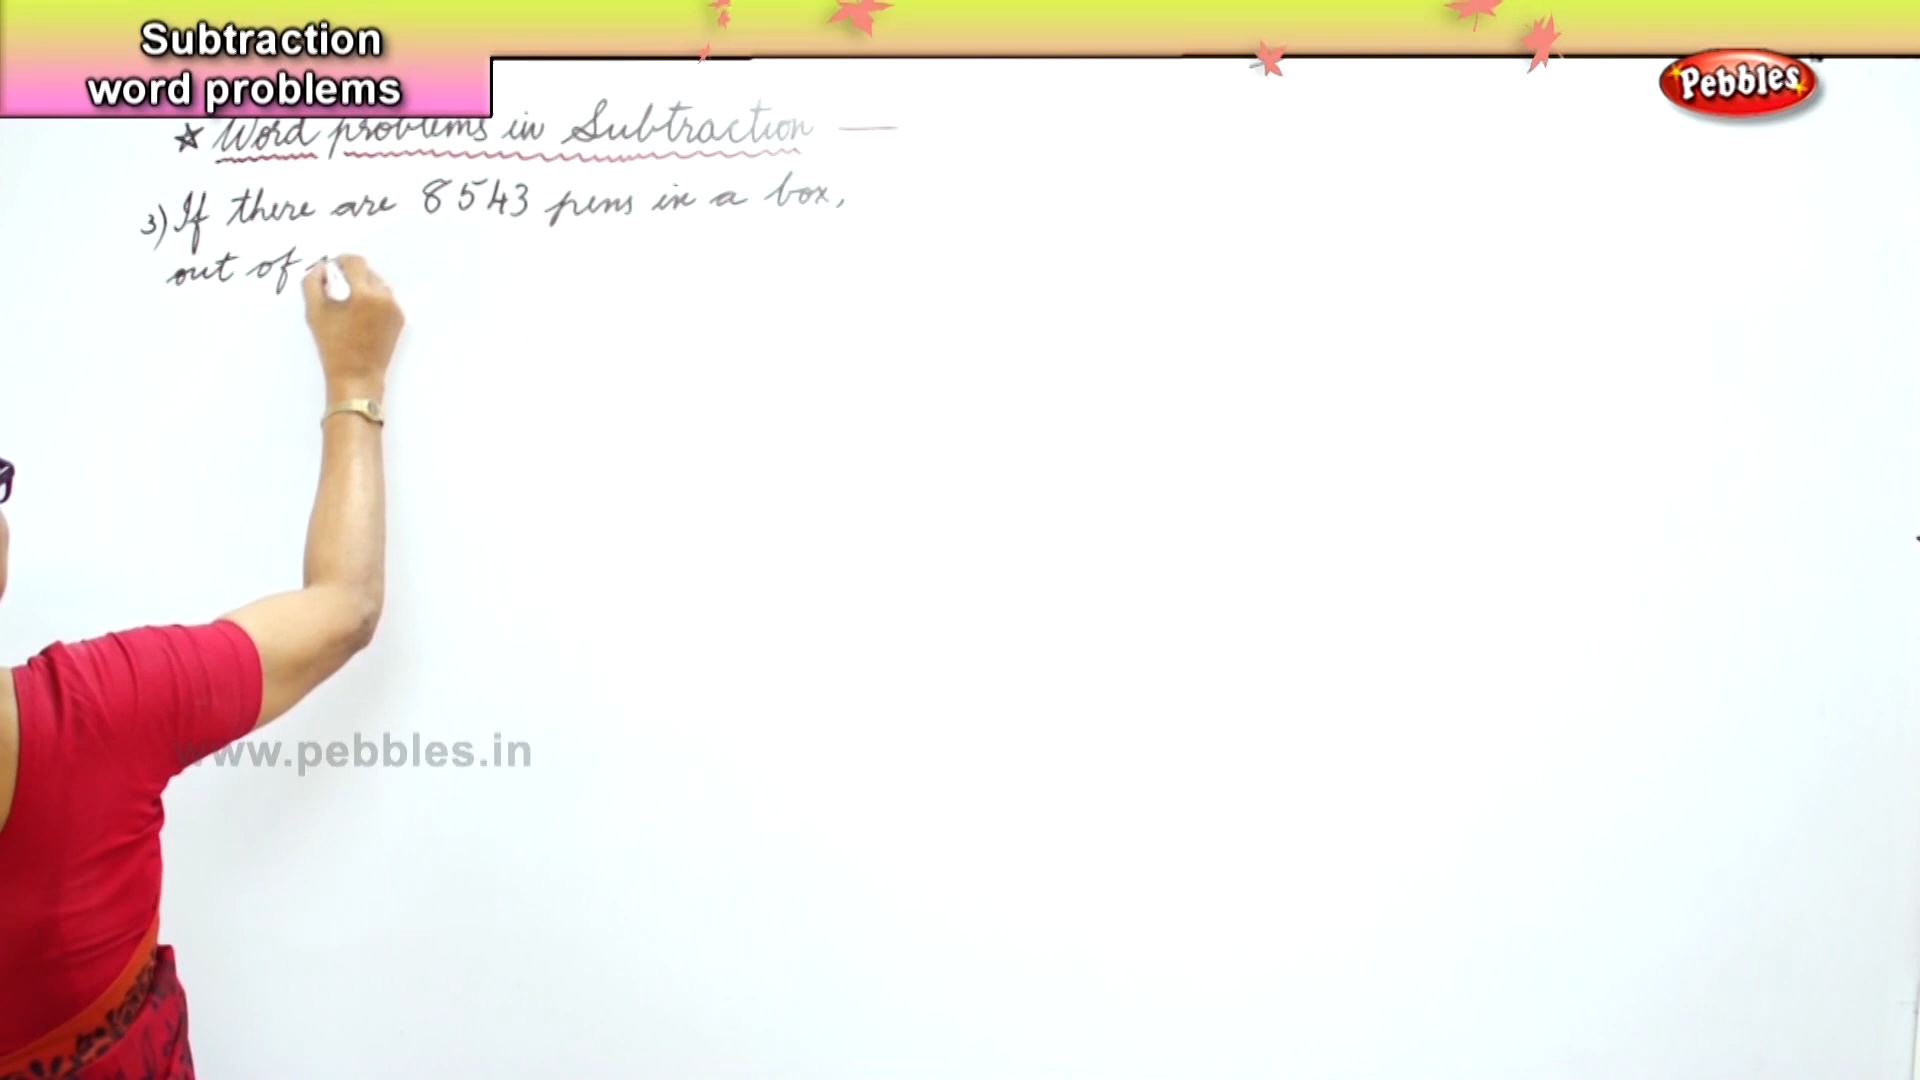 Subtraction
word problems
Pebbles
★ Word problems in Subtraction —
3) If there are 8543 pens in a box,
out of
www.pebbles.in